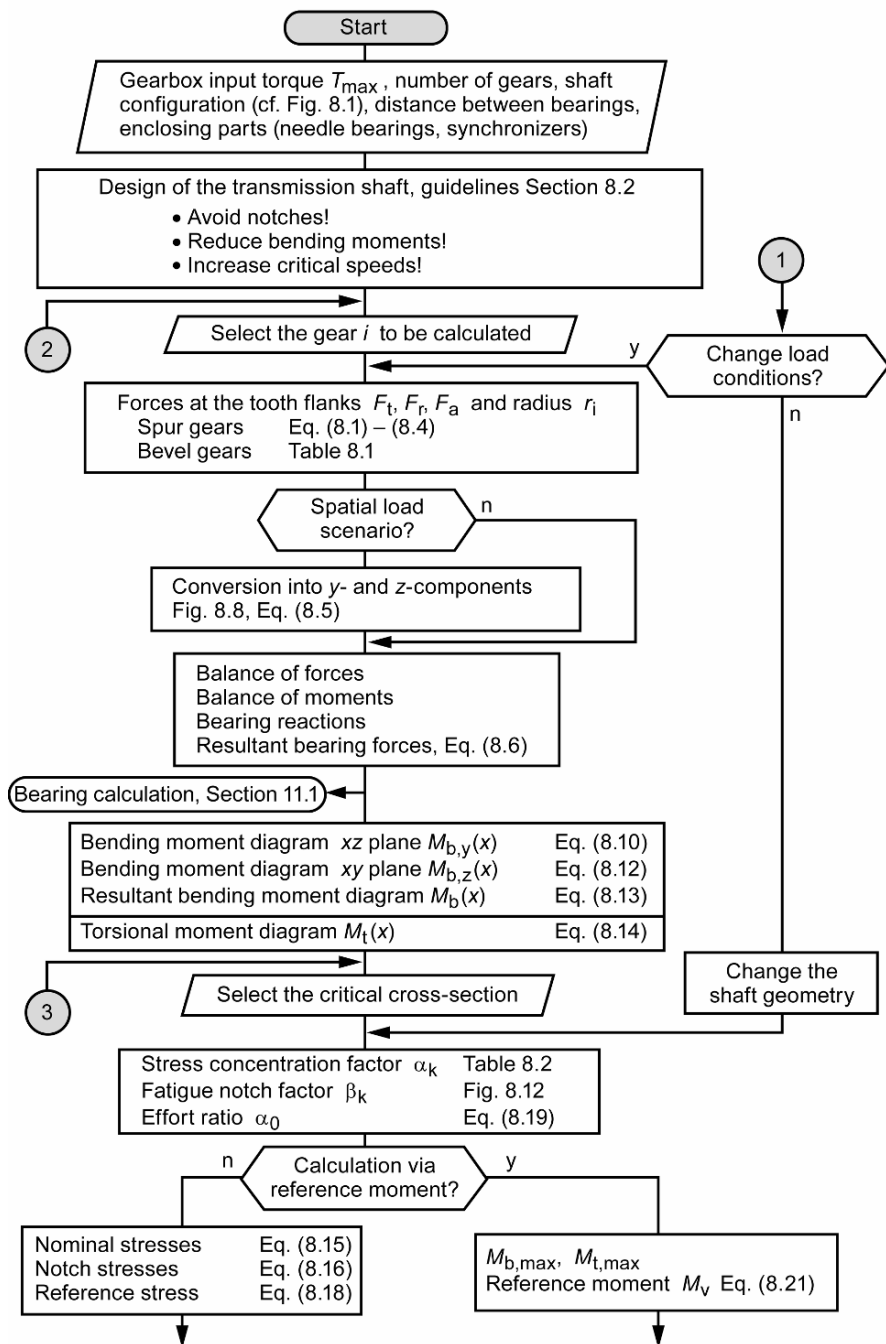 Start
Gearbox input torque Tmax , number of gears, shaft
configuration (cf. Fig. 8.1), distance between bearings,
enclosing parts (needle bearings, synchronizers)
Design of the transmission shaft, guidelines Section 8.2
• Avoid notches!
• Reduce bending moments!
• Increase critical speeds!
1
2
Select the gear i to be calculated
y
Change load
conditions?
n
Forces at the tooth flanks Ft, Fr, Fa and radius ri
Spur gears Eq. (8.1) – (8.4)
Bevel gears Table 8.1
Spatial load
scenario?
n
Conversion into y- and z-components
Fig. 8.8, Eq. (8.5)
Balance of forces
Balance of moments
Bearing reactions
Resultant bearing forces, Eq. (8.6)
Bearing calculation, Section 11.1
Bending moment diagram xz plane Mb,y(x) Eq. (8.10)
Bending moment diagram xy plane Mb,z(x) Eq. (8.12)
Resultant bending moment diagram Mb(x) Eq. (8.13)
Torsional moment diagram Mt(x) Eq. (8.14)
3
Select the critical cross-section
Change the
shaft geometry
Stress concentration factor αk Table 8.2
Fatigue notch factor βk Fig. 8.12
Effort ratio α0 Eq. (8.19)
n
Calculation via
reference moment?
y
Nominal stresses Eq. (8.15)
Notch stresses Eq. (8.16)
Reference stress Eq. (8.18)
Mb,max, Mt,max
Reference moment Mv Eq. (8.21)